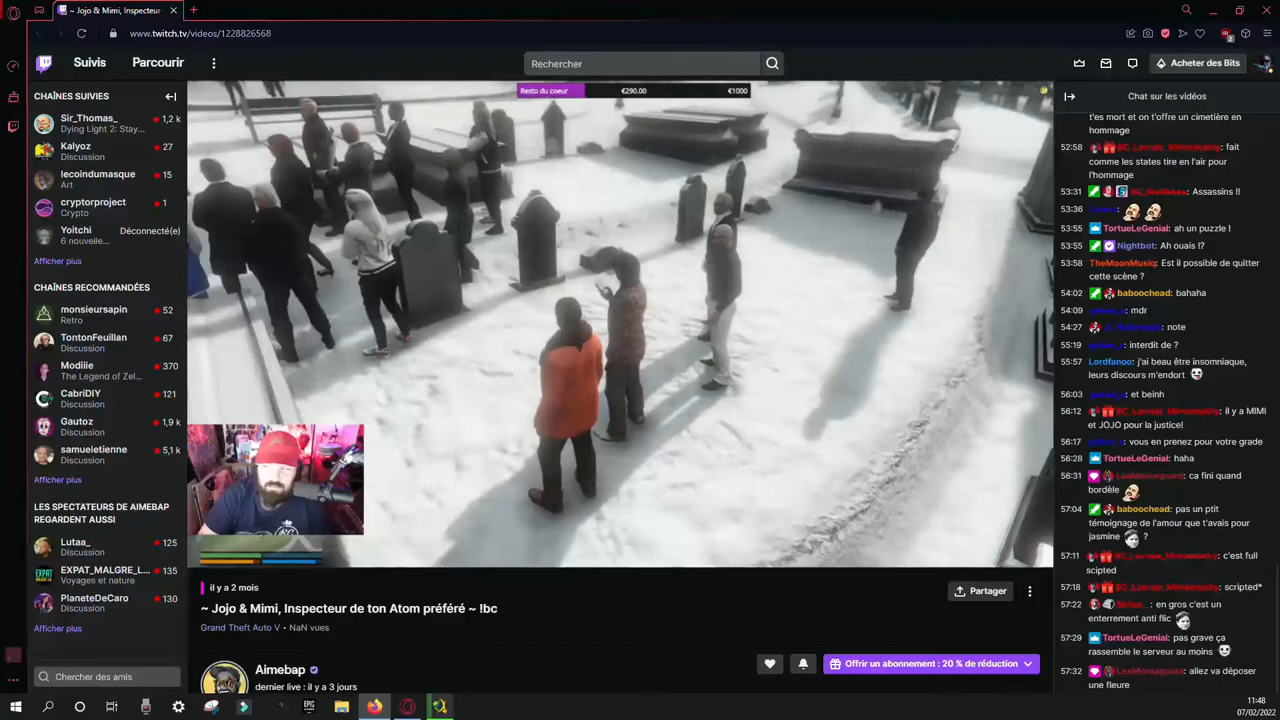 ~ Jojo & Mimi, Inspecteur
www.twitch.tv/videos/1228826568
2
Suivis
Parcourir
Rechercher
Acheter des Bits
CHAÎNES SUIVIES
Sir_Thomas_
1,2 k
Dying Light 2: Stay...
Kalyoz
27
Discussion
lecoindumasque
15
Art
cryptorproject
1
Crypto
Yoitchi
Déconnecté(e)
6 nouvelle...
Afficher plus
CHAÎNES RECOMMANDÉES
monsieursapin
52
Retro
TontonFeuillan
67
Discussion
Modiiie
370
The Legend of Zel...
CabriDIY
121
Discussion
Gautoz
1,9 k
Discussion
samueletienne
5,1 k
Discussion
Afficher plus
LES SPECTATEURS DE AIMEBAP
REGARDENT AUSSI
Lutaa_
125
Discussion
EXPAT_MALGRE_L...
135
Voyages et nature
PlaneteDeCaro
130
Discussion
Afficher plus
Chercher des amis
Resto du coeur
€290.00
€1000
il y a 2 mois
Partager
~ Jojo & Mimi, Inspecteur de ton Atom préféré ~ !bc
Grand Theft Auto V • NaN vues
Aimebap
dernier live : il y a 3 jours
Offrir un abonnement : 20 % de réduction
Chat sur les vidéos
t'es mort et on t'offre un cimetière en
hommage
52:58
: fait
comme les states tire en l'air pour
l'hommage
53:31
: Assassins !!
53:36
53:55
TortueLeGenial: ah un puzzle !
53:55
Nightbot: Ah ouais !?
53:58
TheMoonMusiq: Est il possible de quitter
cette scène ?
54:02
baboochead: bahaha
54:09
: mdr
54:27
: note
55:19
: interdit de ?
55:57
Lordfanoo: j'ai beau être insomniaque,
leurs discours m'endort
56:03
: et beinh
56:12
: il y a MIMi
et JOJO pour la justice!
56:17
: vous en prenez pour votre grade
56:28
TortueLeGenial: haha
56:31
: ca fini quand
bordèle
57:04
baboochead: pas un ptit
témoignage de l'amour que t'avais pour
jasmine ?
57:11
: c'est full
scipted
57:18
: scripted*
57:22
: en gros c'est un
enterrement anti flic
57:29
TortueLeGenial: pas grave ça
rassemble le serveur au moins
57:32
: allez va déposer
une fleure
EPIC
11:48
07/02/2022